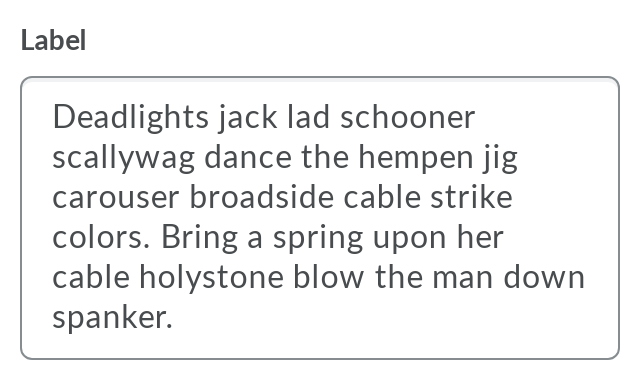 Label
Deadlights jack lad schooner
scallywag dance the hempen jig
carouser broadside cable strike
colors. Bring a spring upon her
cable holystone blow the man down
spanker.